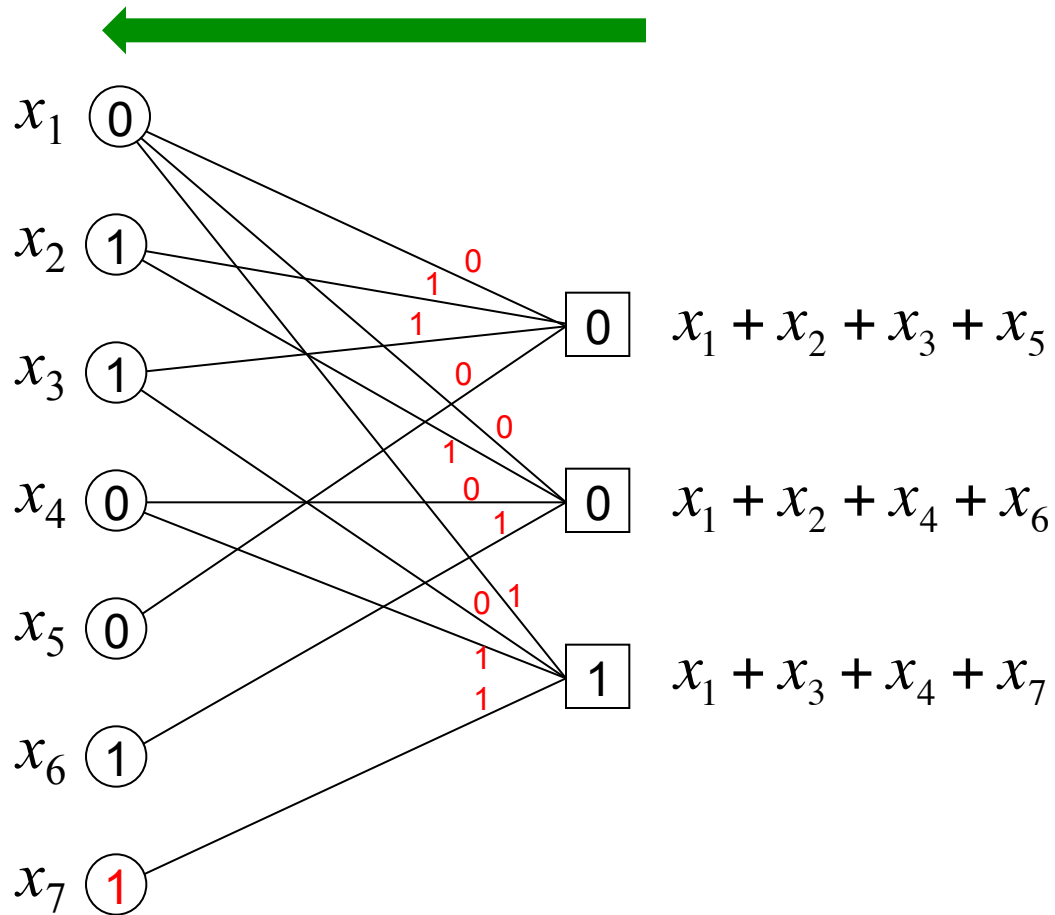 x₁ 0
x₂ 1
0
1
1
0 x₁ + x₂ + x₃ + x₅
x₃ 1
0
0
1
x₄ 0
0
0 x₁ + x₂ + x₄ + x₆
1
0 1
x₅ 0
1
1 x₁ + x₃ + x₄ + x₇
1
x₆ 1
x₇ 1